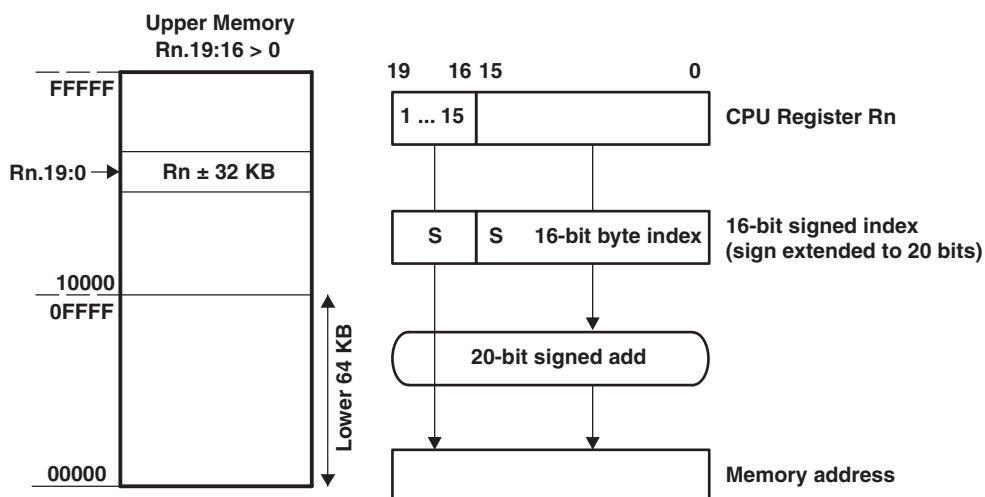 Upper Memory
Rn.19:16 > 0
FFFFF
Rn.19:0
Rn ± 32 KB
10000
0FFFF
Lower 64 KB
00000
19 16 15 0
1 ... 15
CPU Register Rn
S S 16-bit byte index
16-bit signed index
(sign extended to 20 bits)
20-bit signed add
Memory address